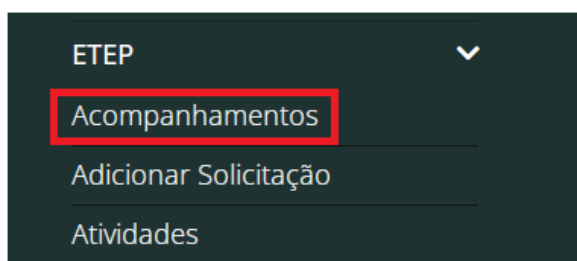 ETEP
Acompanhamentos
Adicionar Solicitação
Atividades